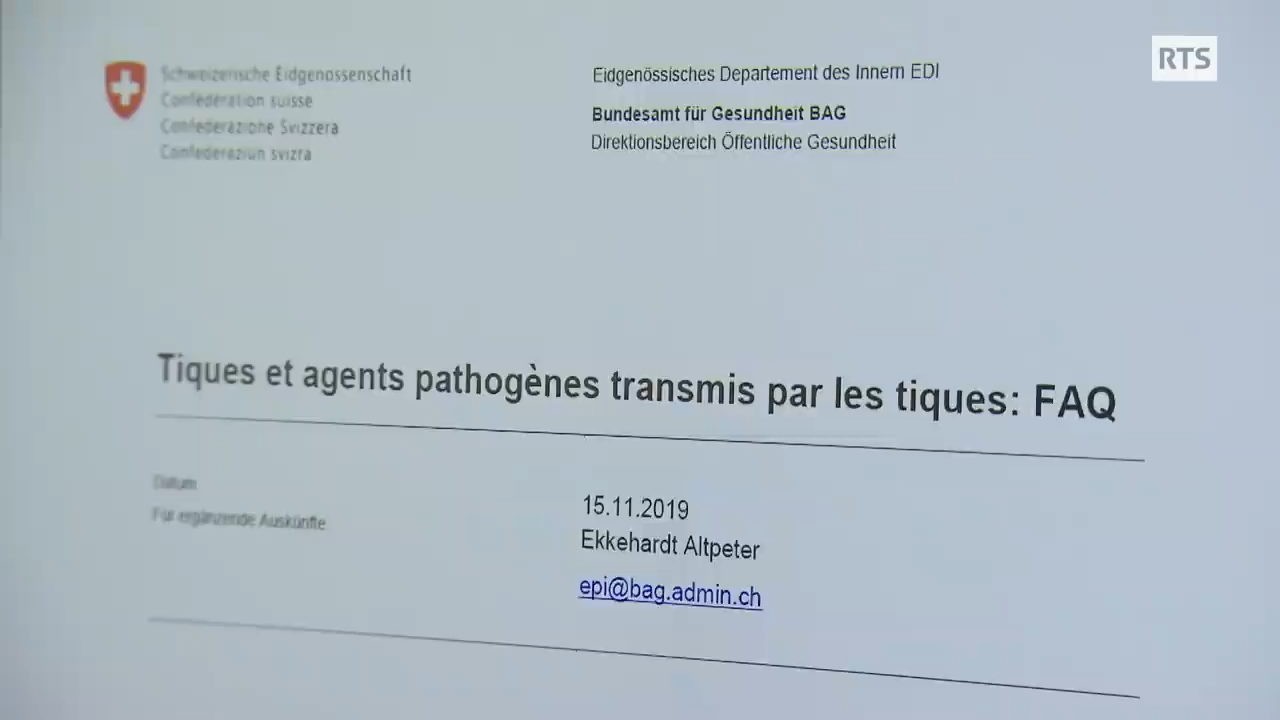 Schweizerische Eidgenossenschaft
Confédération suisse
Confederazione Svizzera
Confederaziun svizra
Eidgenössisches Departement des Innern EDI
Bundesamt für Gesundheit BAG
Direktionsbereich Öffentliche Gesundheit
RTS
Tiques et agents pathogènes transmis par les tiques: FAQ
Datum
15.11.2019
Für ergänzende Auskünfte
Ekkehardt Altpeter
epi@bag.admin.ch